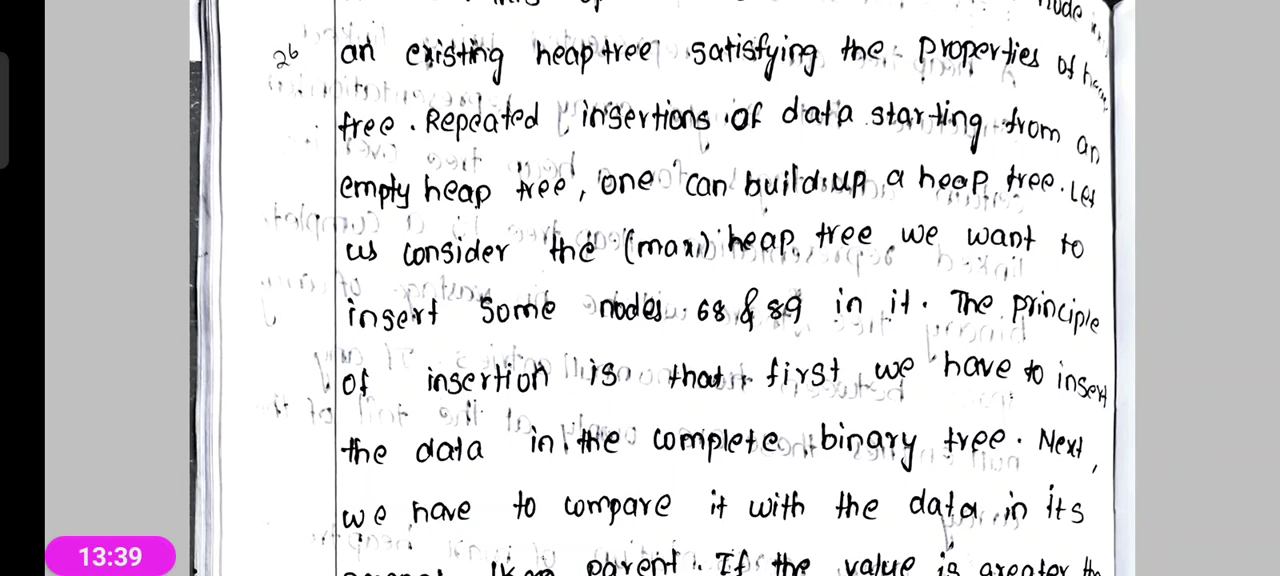 node in
26 an existing heap tree satisfying the Properties of heap
tree. Repeated insertions of data starting from an
empty heap tree, one can build up a heap tree. Let
us consider the (max) heap tree we want to
insert some nodes 68 & 89 in it. The principle
of insertion is that first we have to insert
the data in the complete binary tree. Next,
we have to compare it with the data in its
parent. If the value is greater
13:39